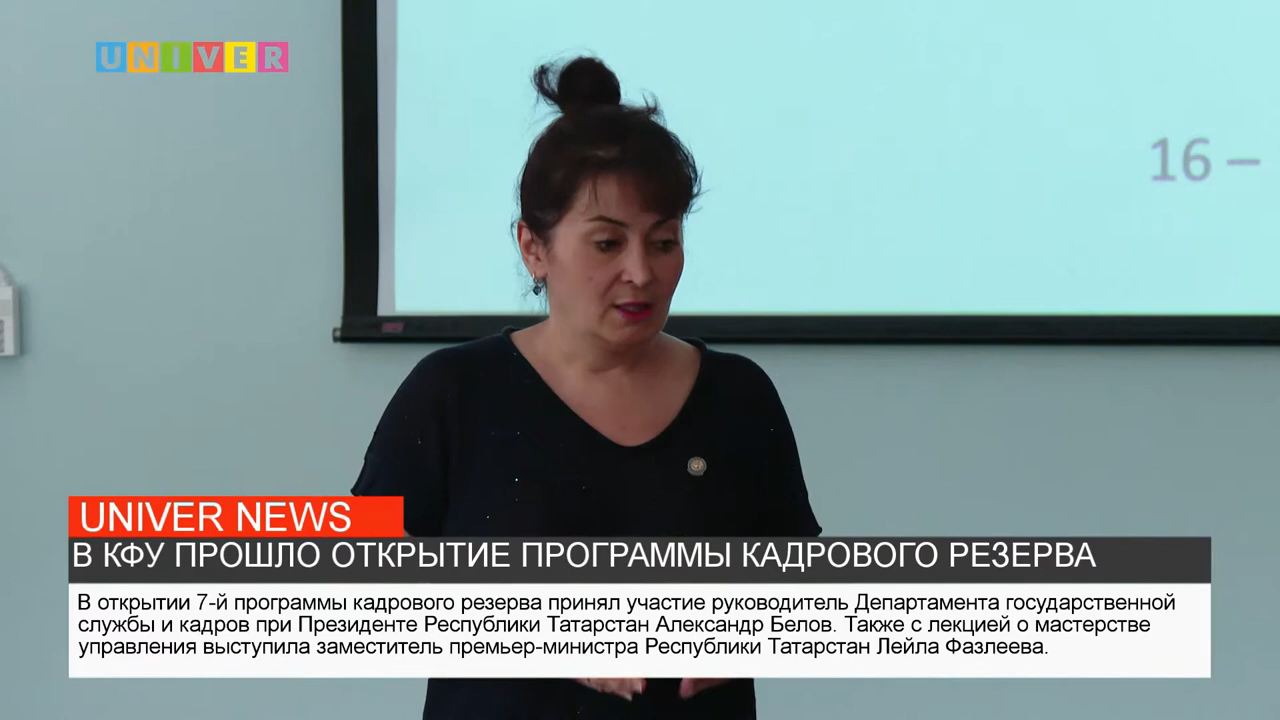 UNIVER
16 –
UNIVER NEWS
В КФУ ПРОШЛО ОТКРЫТИЕ ПРОГРАММЫ КАДРОВОГО РЕЗЕРВА
В открытии 7-й программы кадрового резерва принял участие руководитель Департамента государственной
службы и кадров при Президенте Республики Татарстан Александр Белов. Также с лекцией о мастерстве
управления выступила заместитель премьер-министра Республики Татарстан Лейла Фазлеева.